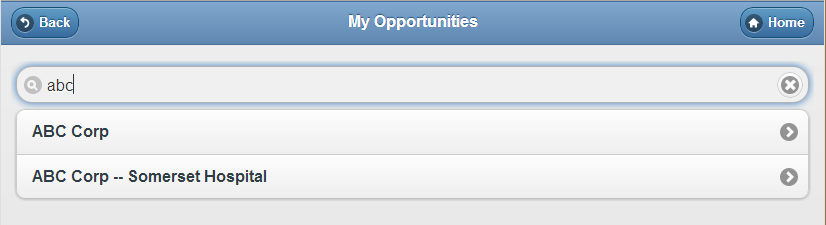 Back My Opportunities Home
abc
ABC Corp
ABC Corp -- Somerset Hospital